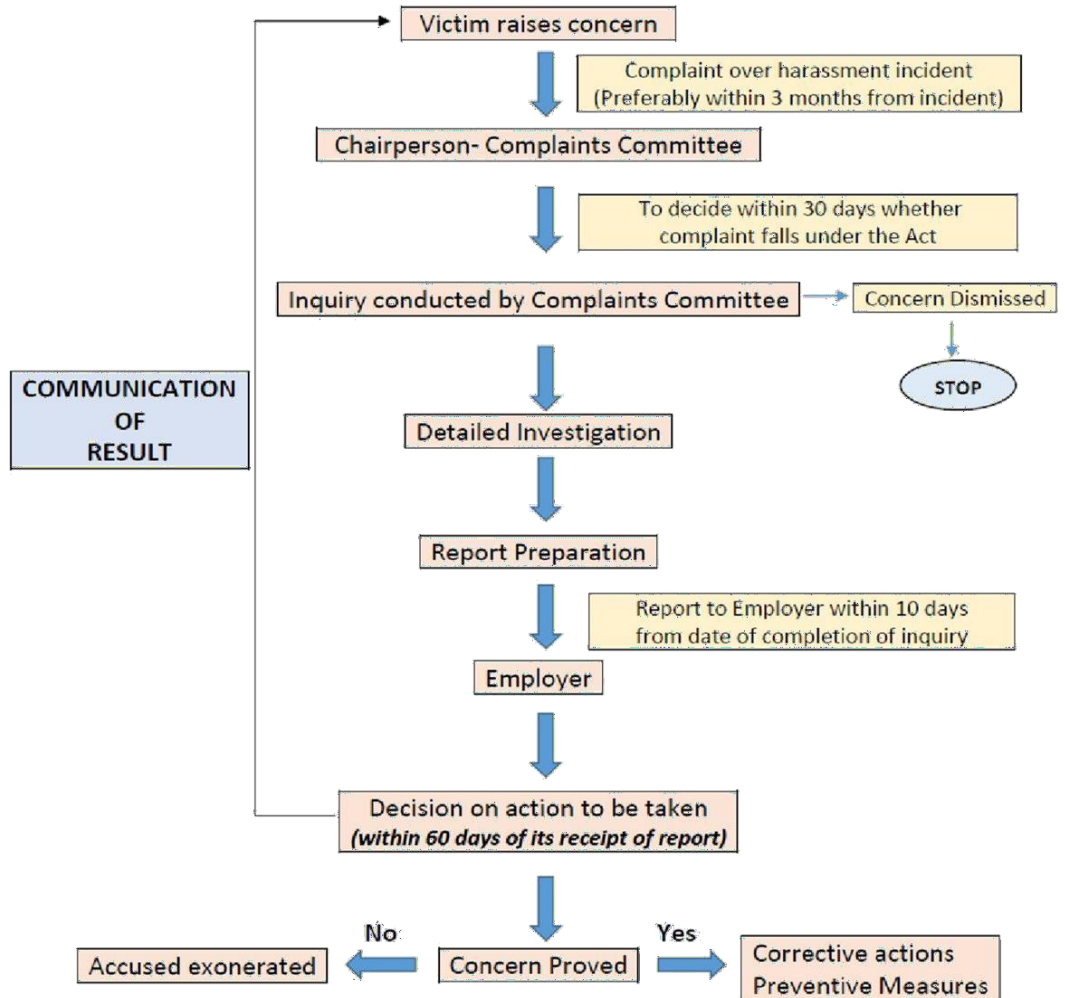 Victim raises concern
Complaint over harassment incident
(Preferably within 3 months from incident)
Chairperson- Complaints Committee
To decide within 30 days whether
complaint falls under the Act
Inquiry conducted by Complaints Committee
Concern Dismissed
STOP
COMMUNICATION
OF
RESULT
Detailed Investigation
Report Preparation
Report to Employer within 10 days
from date of completion of inquiry
Employer
Decision on action to be taken
(within 60 days of its receipt of report)
No
Yes
Accused exonerated
Concern Proved
Corrective actions
Preventive Measures